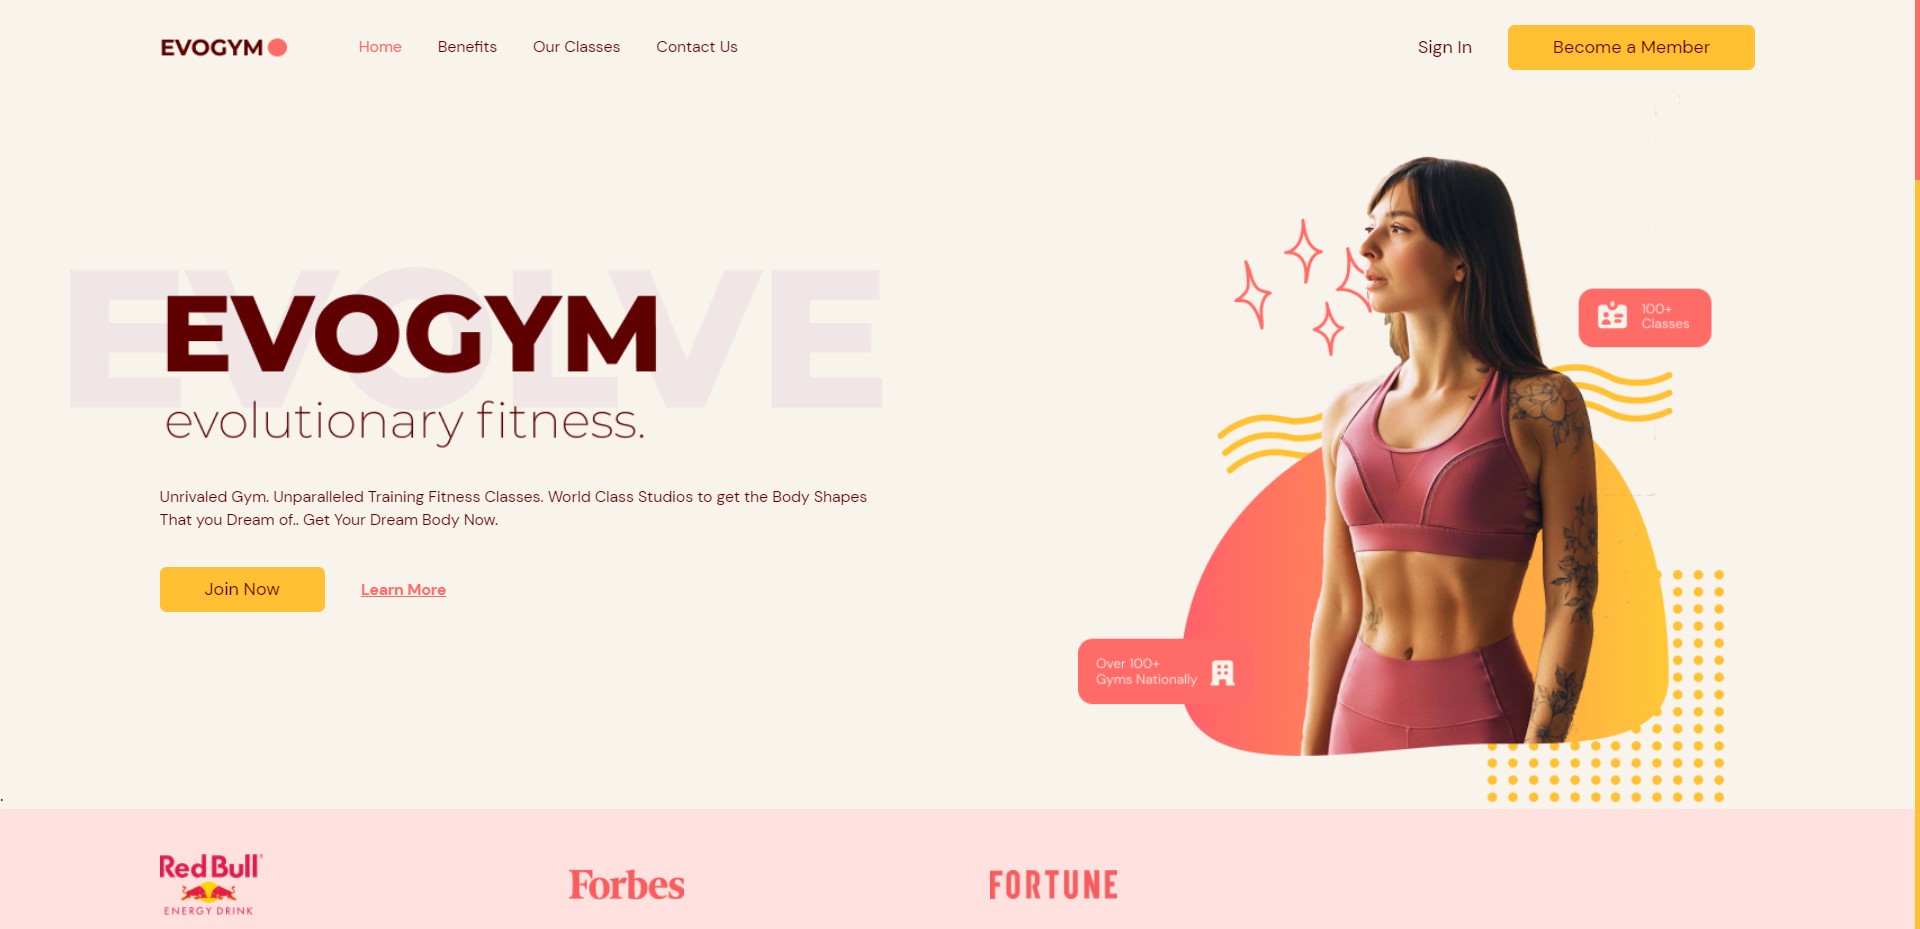 EVOGYM
Home
Benefits
Our Classes
Contact Us
Sign In
Become a Member
EVOLVE
EVOGYM
evolutionary fitness.
Unrivaled Gym. Unparalleled Training Fitness Classes. World Class Studios to get the Body Shapes
That you Dream of.. Get Your Dream Body Now.
Join Now
Learn More
100+
Classes
Over 100+
Gyms Nationally
.
Red Bull
ENERGY DRINK
Forbes
FORTUNE